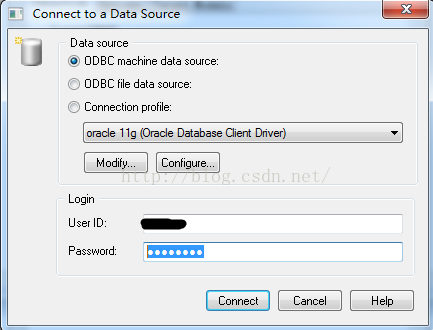 Connect to a Data Source
Data source
ODBC machine data source:
ODBC file data source:
Connection profile:
oracle 11g (Oracle Database Client Driver)
Modify...
Configure...
http://blog.csdn.net/
Login
User ID:
Password:
Connect
Cancel
Help